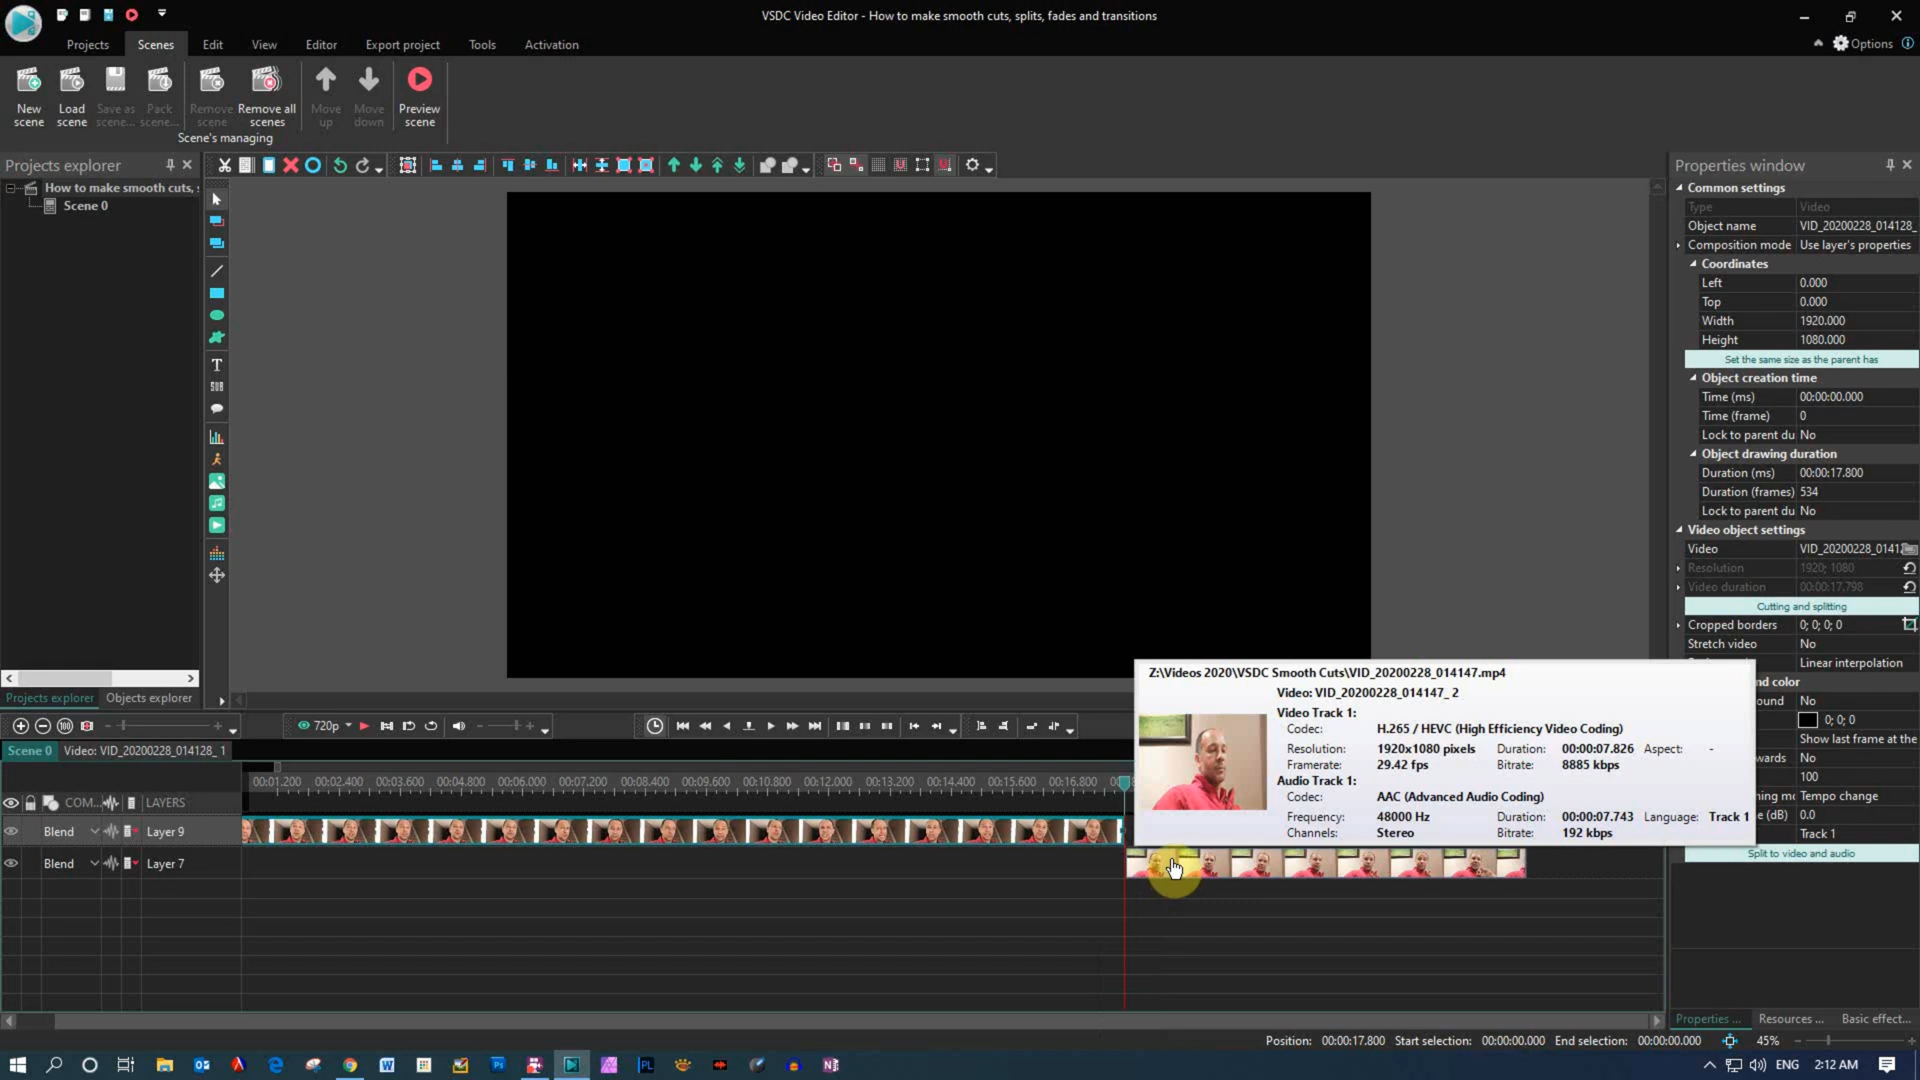 VSDC Video Editor - How to make smooth cuts, splits, fades and transitions
Projects
Scenes
Edit
View
Editor
Export project
Tools
Activation
Options
New scene
Load scene
Save as scene...
Pack scene...
Remove scene
Remove all scenes
Move up
Move down
Preview scene
Scene's managing
Projects explorer
How to make smooth cuts, s
Scene 0
T
SUB
Properties window
Common settings
Type Video
Object name VID_20200228_014128_
Composition mode Use layer's properties
Coordinates
Left 0.000
Top 0.000
Width 1920.000
Height 1080.000
Set the same size as the parent has
Object creation time
Time (ms) 00:00:00.000
Time (frame) 0
Lock to parent du No
Object drawing duration
Duration (ms) 00:00:17.800
Duration (frames) 534
Lock to parent du No
Video object settings
Video VID_20200228_0141
Resolution 1920; 1080
Video duration 00:00:17.798
Cutting and splitting
Cropped borders 0; 0; 0; 0
Stretch video No
Linear interpolation
nd color
ound No
0; 0; 0
Show last frame at the
wards No
100
ng mo Tempo change
e (dB) 0.0
Track 1
Split to video and audio
Projects explorer
Objects explorer
720p
Z:\Videos 2020\VSDC Smooth Cuts\VID_20200228_014147.mp4
Video: VID_20200228_014147_ 2
Video Track 1:
Codec: H.265 / HEVC (High Efficiency Video Coding)
Resolution: 1920x1080 pixels Duration: 00:00:07.826 Aspect: -
Framerate: 29.42 fps Bitrate: 8885 kbps
Audio Track 1:
Codec: AAC (Advanced Audio Coding)
Frequency: 48000 Hz Duration: 00:00:07.743 Language: Track 1
Channels: Stereo Bitrate: 192 kbps
Scene 0
Video: VID_20200228_014128_ 1
00:01.200 00:02.400 00:03.600 00:04.800 00:06.000 00:07.200 00:08.400 00:09.600 00:10.800 00:12.000 00:13.200 00:14.400 00:15.600 00:16.800
COM...
LAYERS
Blend
Layer 9
Blend
Layer 7
Properties ...
Resources ...
Basic effect...
Position: 00:00:17.800 Start selection: 00:00:00.000 End selection: 00:00:00.000 45%
ENG
2:12 AM